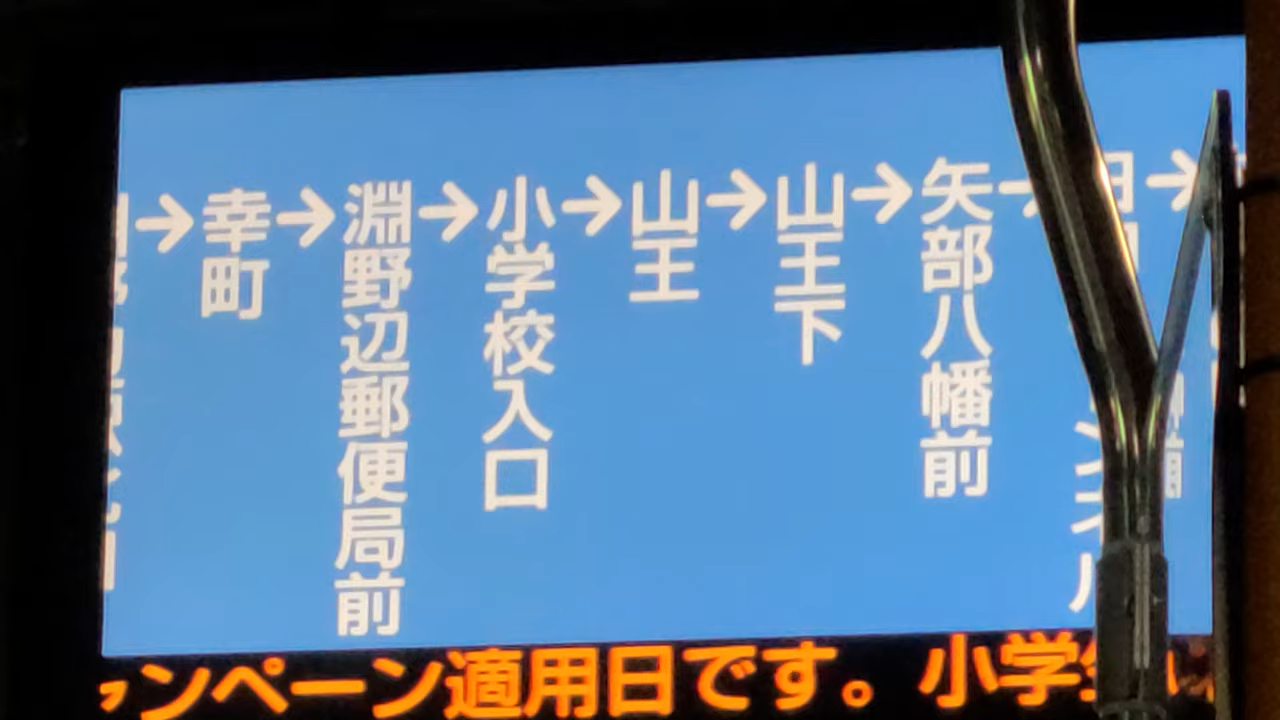 →幸町→淵野辺郵便局前→小学校入口→山王→山王下→矢部八幡前→
ンペーン適用日です。小学生